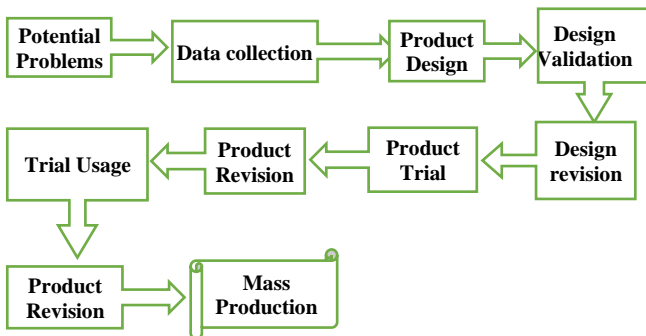 Potential
Problems
Data collection
Product
Design
Design
Validation
Design
revision
Product
Trial
Product
Revision
Trial Usage
Product
Revision
Mass
Production